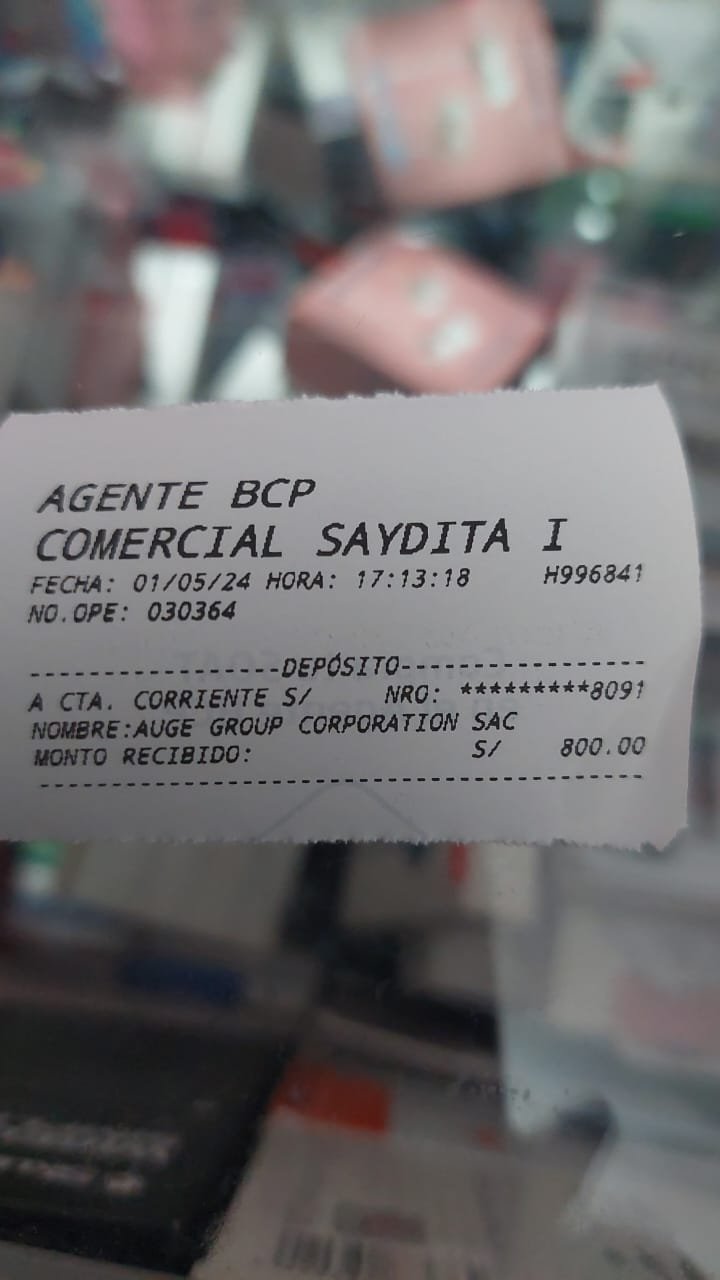 AGENTE BCP
COMERCIAL SAYDITA I
FECHA: 01/05/24 HORA: 17:13:18 H996841
NO.OPE: 030364
-----------------DEPÓSITO-----------------
A CTA. CORRIENTE S/ NRO: *********8091
NOMBRE:AUGE GROUP CORPORATION SAC
MONTO RECIBIDO: S/ 800.00
------------------------------------------